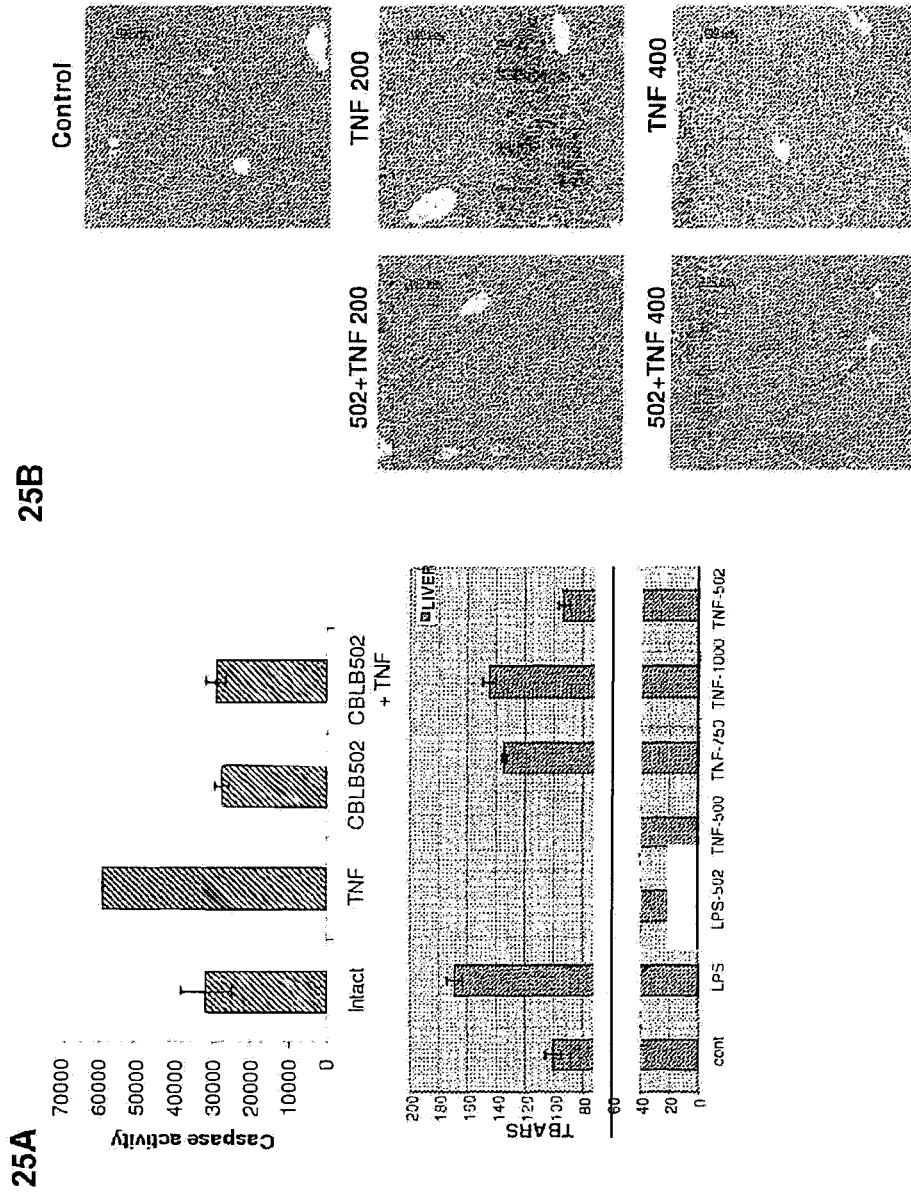 25A
70000
60000
50000
40000
30000
20000
10000
0
Caspase activity
Intact
TNF
CBLB502
CBLB502
+ TNF
200
180
160
140
120
100
80
60
40
20
0
TBARS
LIVER
cont
LPS
LPS-502
TNF-500
TNF-750
TNF-1000
TNF-502
25B
Control
502+TNF 200
TNF 200
502+TNF 400
TNF 400